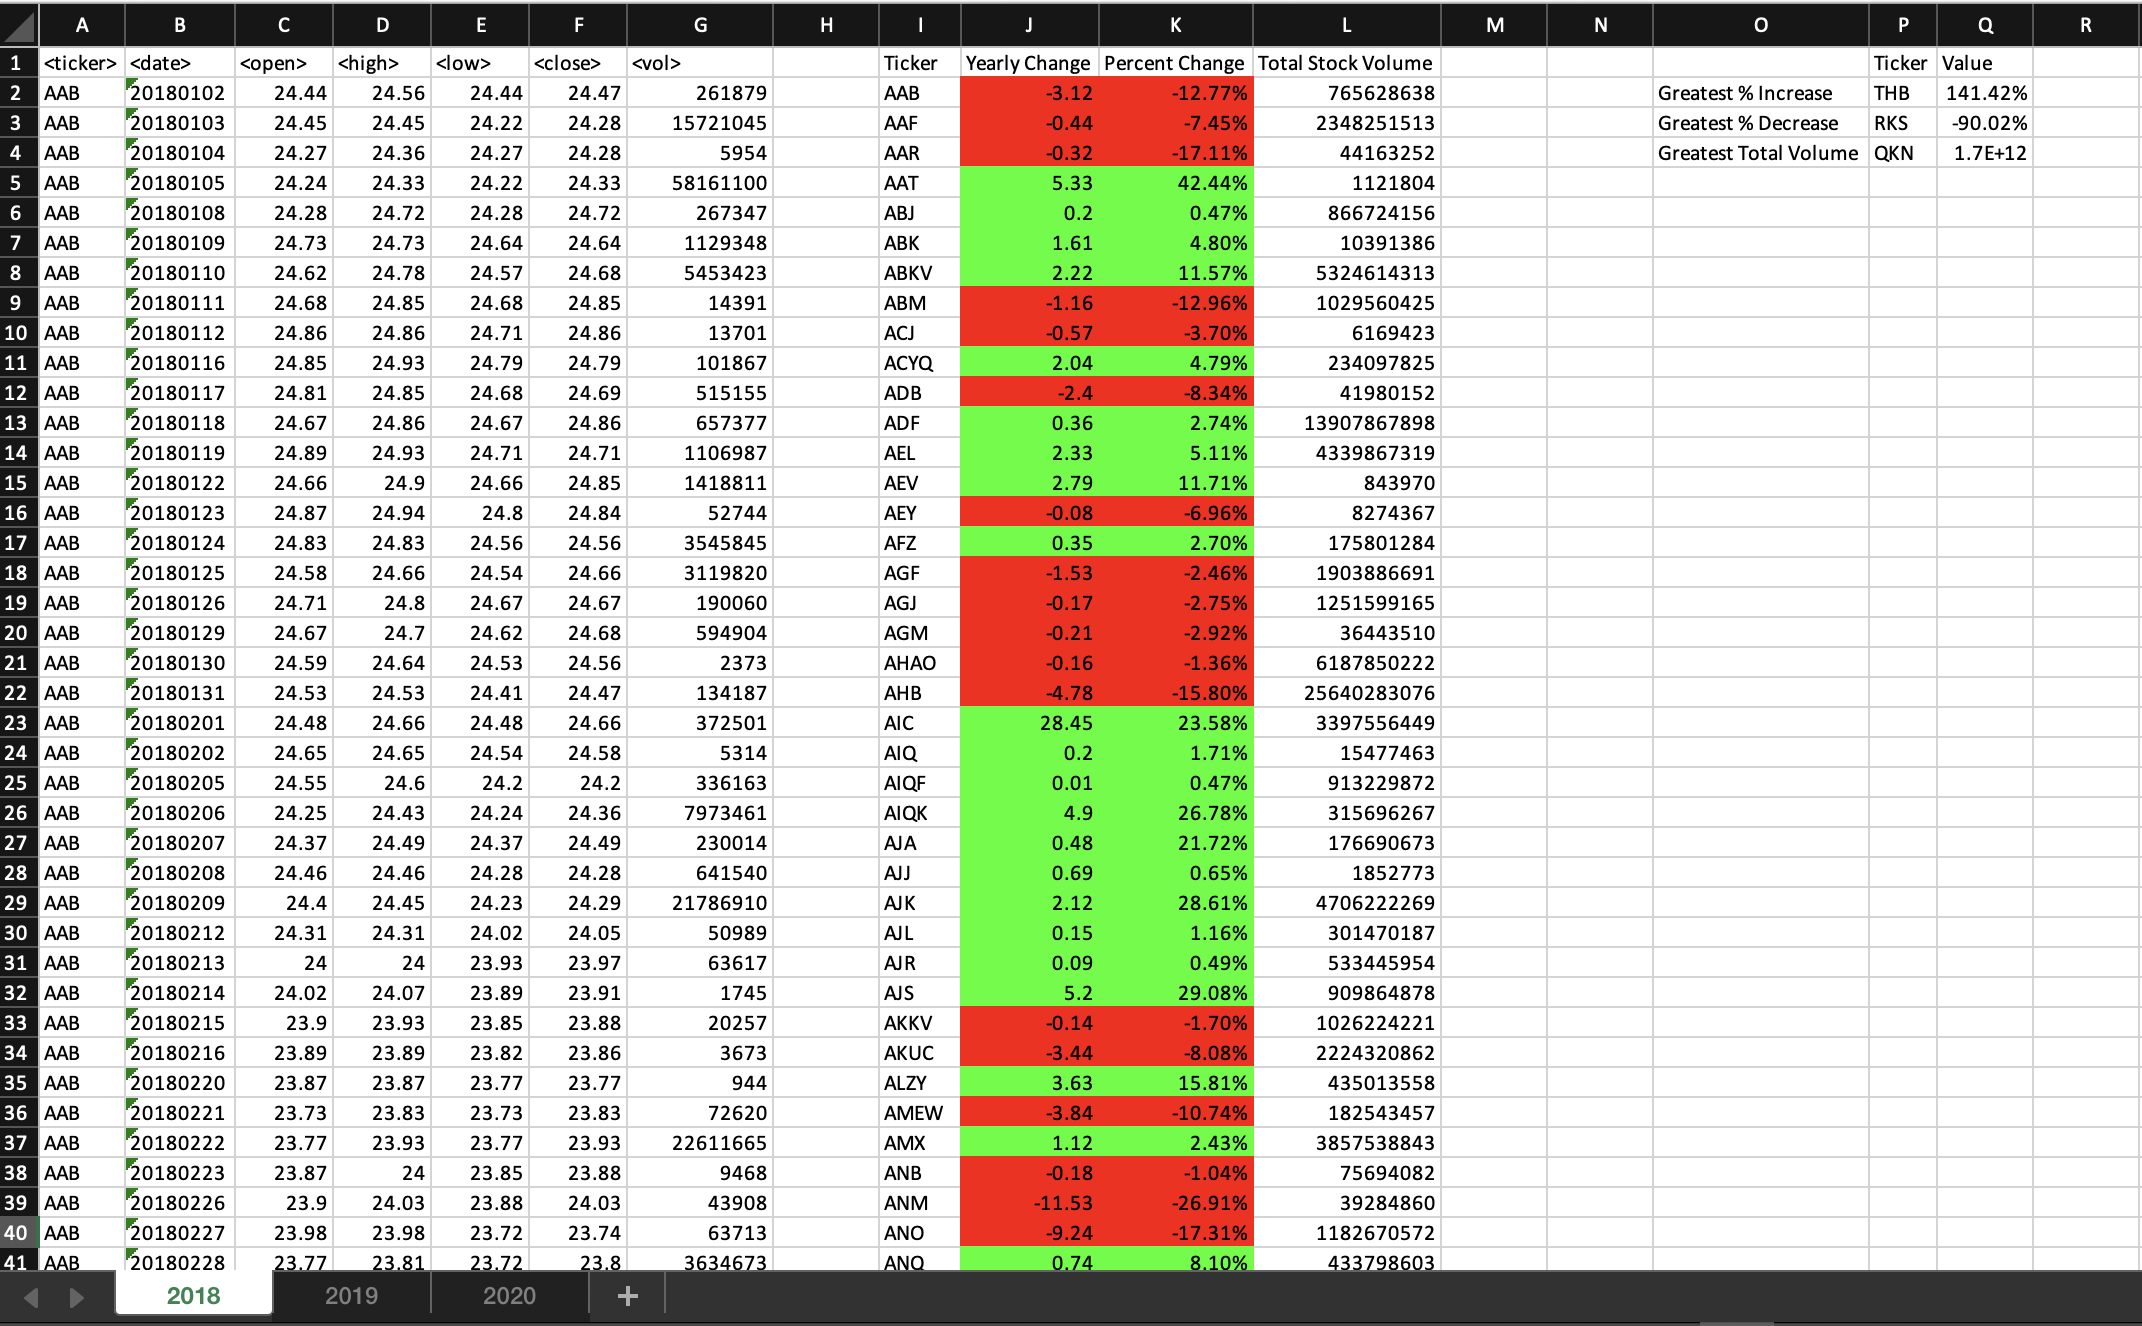 A B C D E F G H I J K L M N O P Q R
1 <ticker> <date> <open> <high> <low> <close> <vol> Ticker Yearly Change Percent Change Total Stock Volume Ticker Value
2 AAB 20180102 24.44 24.56 24.44 24.47 261879 AAB -3.12 -12.77% 765628638 Greatest % Increase THB 141.42%
3 AAB 20180103 24.45 24.45 24.22 24.28 15721045 AAF -0.44 -7.45% 2348251513 Greatest % Decrease RKS -90.02%
4 AAB 20180104 24.27 24.36 24.27 24.28 5954 AAR -0.32 -17.11% 44163252 Greatest Total Volume QKN 1.7E+12
5 AAB 20180105 24.24 24.33 24.22 24.33 58161100 AAT 5.33 42.44% 1121804
6 AAB 20180108 24.28 24.72 24.28 24.72 267347 ABJ 0.2 0.47% 866724156
7 AAB 20180109 24.73 24.73 24.64 24.64 1129348 ABK 1.61 4.80% 10391386
8 AAB 20180110 24.62 24.78 24.57 24.68 5453423 ABKV 2.22 11.57% 5324614313
9 AAB 20180111 24.68 24.85 24.68 24.85 14391 ABM -1.16 -12.96% 1029560425
10 AAB 20180112 24.86 24.86 24.71 24.86 13701 ACJ -0.57 -3.70% 6169423
11 AAB 20180116 24.85 24.93 24.79 24.79 101867 ACYQ 2.04 4.79% 234097825
12 AAB 20180117 24.81 24.85 24.68 24.69 515155 ADB -2.4 -8.34% 41980152
13 AAB 20180118 24.67 24.86 24.67 24.86 657377 ADF 0.36 2.74% 13907867898
14 AAB 20180119 24.89 24.93 24.71 24.71 1106987 AEL 2.33 5.11% 4339867319
15 AAB 20180122 24.66 24.9 24.66 24.85 1418811 AEV 2.79 11.71% 843970
16 AAB 20180123 24.87 24.94 24.8 24.84 52744 AEY -0.08 -6.96% 8274367
17 AAB 20180124 24.83 24.83 24.56 24.56 3545845 AFZ 0.35 2.70% 175801284
18 AAB 20180125 24.58 24.66 24.54 24.66 3119820 AGF -1.53 -2.46% 1903886691
19 AAB 20180126 24.71 24.8 24.67 24.67 190060 AGJ -0.17 -2.75% 1251599165
20 AAB 20180129 24.67 24.7 24.62 24.68 594904 AGM -0.21 -2.92% 36443510
21 AAB 20180130 24.59 24.64 24.53 24.56 2373 AHAO -0.16 -1.36% 6187850222
22 AAB 20180131 24.53 24.53 24.41 24.47 134187 AHB -4.78 -15.80% 25640283076
23 AAB 20180201 24.48 24.66 24.48 24.66 372501 AIC 28.45 23.58% 3397556449
24 AAB 20180202 24.65 24.65 24.54 24.58 5314 AIQ 0.2 1.71% 15477463
25 AAB 20180205 24.55 24.6 24.2 24.2 336163 AIQF 0.01 0.47% 913229872
26 AAB 20180206 24.25 24.43 24.24 24.36 7973461 AIQK 4.9 26.78% 315696267
27 AAB 20180207 24.37 24.49 24.37 24.49 230014 AJA 0.48 21.72% 176690673
28 AAB 20180208 24.46 24.46 24.28 24.28 641540 AJJ 0.69 0.65% 1852773
29 AAB 20180209 24.4 24.45 24.23 24.29 21786910 AJK 2.12 28.61% 4706222269
30 AAB 20180212 24.31 24.31 24.02 24.05 50989 AJL 0.15 1.16% 301470187
31 AAB 20180213 24 24 23.93 23.97 63617 AJR 0.09 0.49% 533445954
32 AAB 20180214 24.02 24.07 23.89 23.91 1745 AJS 5.2 29.08% 909864878
33 AAB 20180215 23.9 23.93 23.85 23.88 20257 AKKV -0.14 -1.70% 1026224221
34 AAB 20180216 23.89 23.89 23.82 23.86 3673 AKUC -3.44 -8.08% 2224320862
35 AAB 20180220 23.87 23.87 23.77 23.77 944 ALZY 3.63 15.81% 435013558
36 AAB 20180221 23.73 23.83 23.73 23.83 72620 AMEW -3.84 -10.74% 182543457
37 AAB 20180222 23.77 23.93 23.77 23.93 22611665 AMX 1.12 2.43% 3857538843
38 AAB 20180223 23.87 24 23.85 23.88 9468 ANB -0.18 -1.04% 75694082
39 AAB 20180226 23.9 24.03 23.88 24.03 43908 ANM -11.53 -26.91% 39284860
40 AAB 20180227 23.98 23.98 23.72 23.74 63713 ANO -9.24 -17.31% 1182670572
41 AAB 20180228 23.77 23.81 23.72 23.8 3634673 ANQ 0.74 8.10% 433798603
2018 2019 2020 +